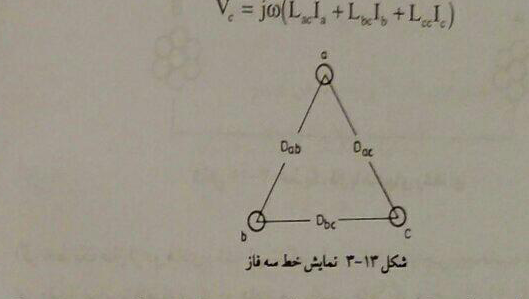 V_c = jω(L_ac I_a + L_bc I_b + L_cc I_c)
a
D_ab D_ac
D_bc
b C
شکل ۱۳-۳ نمایش خط سه فاز